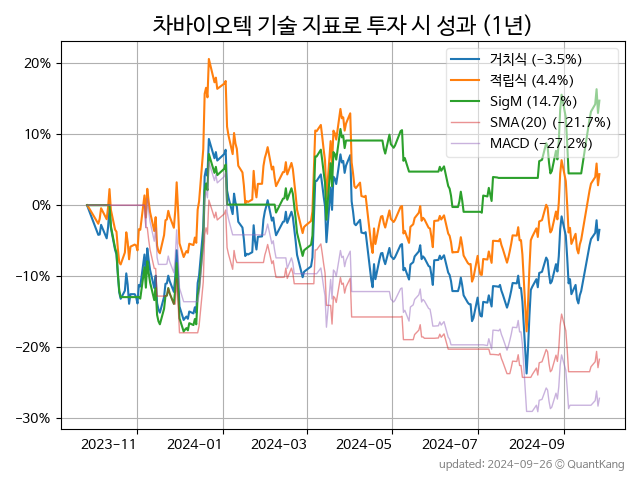 차바이오텍 기술 지표로 투자 시 성과 (1년)
거치식 (−3.5%)
적립식 (4.4%)
SigM (14.7%)
SMA(20) (−21.7%)
MACD (−27.2%)
20%
10%
0%
−10%
−20%
−30%
2023-11
2024-01
2024-03
2024-05
2024-07
2024-09
updated: 2024-09-26 © QuantKang